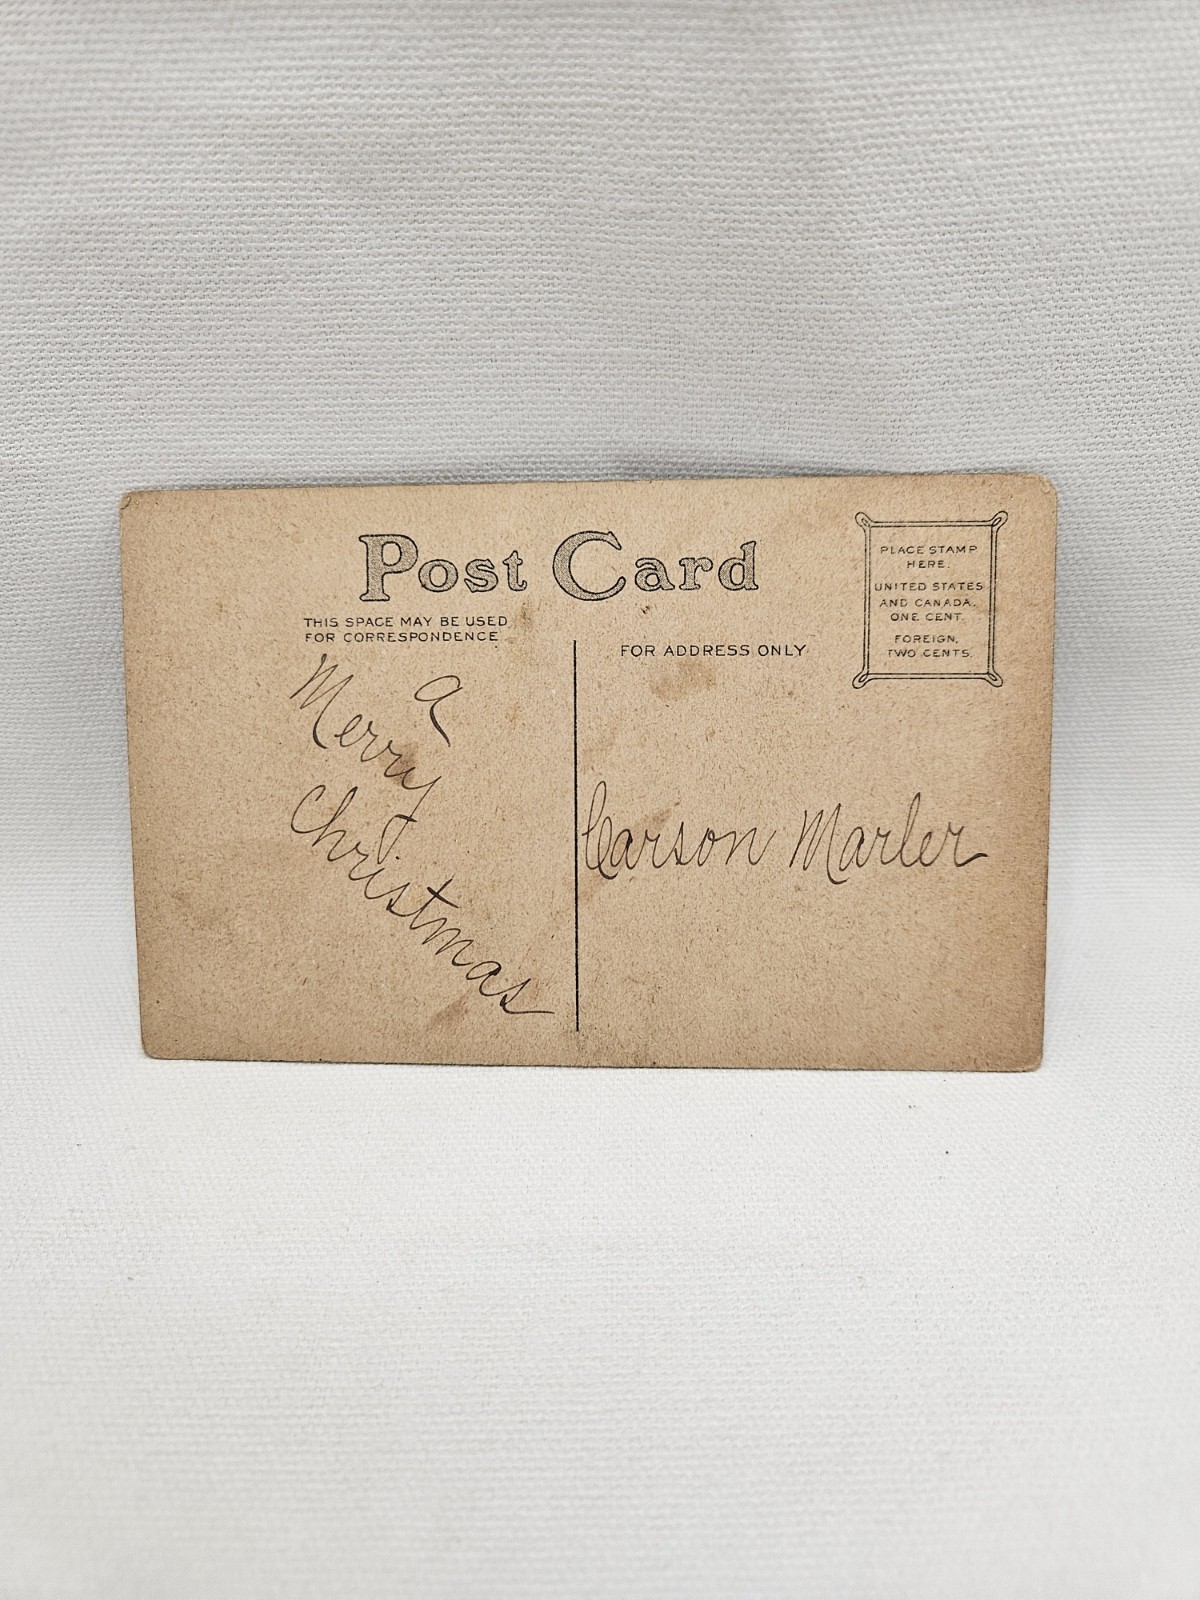 Post Card
THIS SPACE MAY BE USED
FOR CORRESPONDENCE
a
Merry
Christmas
FOR ADDRESS ONLY
Carson Marler
PLACE STAMP
HERE.
UNITED STATES
AND CANADA.
ONE CENT.
FOREIGN,
TWO CENTS.